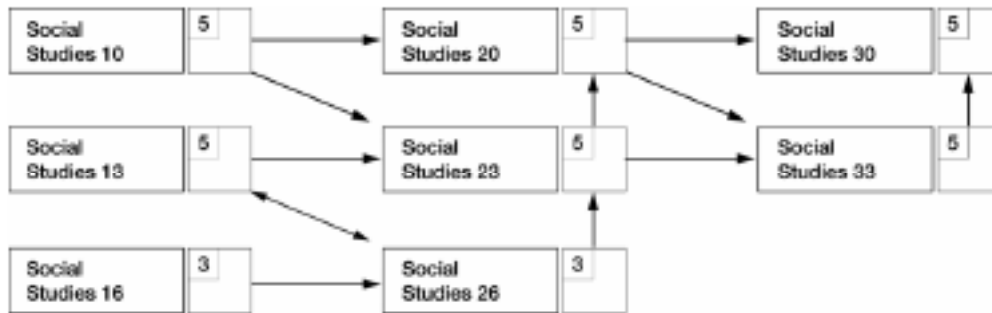 Social
Studies 10
5
Social
Studies 20
5
Social
Studies 30
5
Social
Studies 13
5
Social
Studies 23
5
Social
Studies 33
5
Social
Studies 16
3
Social
Studies 26
3